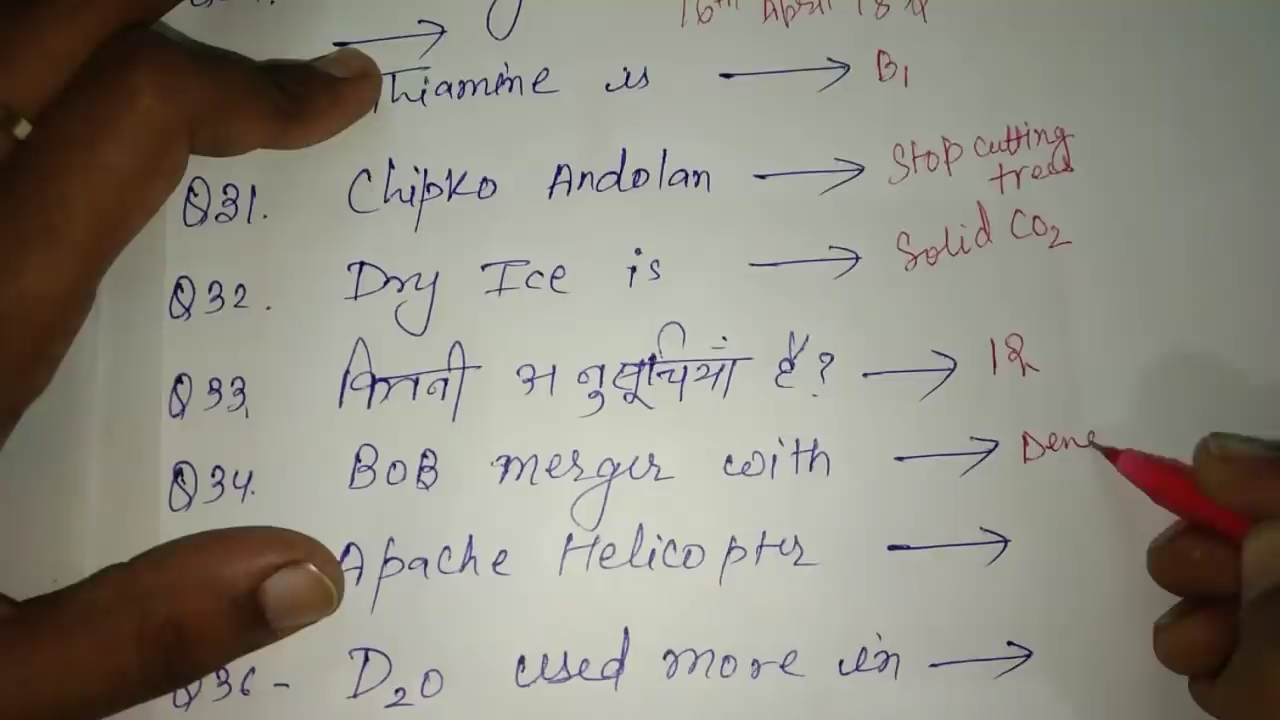 16th April 18
Thiamine is → B1
Q31. Chipko Andolan → Stop cutting trees
Q32. Dry Ice is → Solid CO2
Q33 कितनी अनुसूचियाँ हैं? → 12
Q34. BOB merger with → Dena
Apache Helicopter →
Q36- D2O used more in →